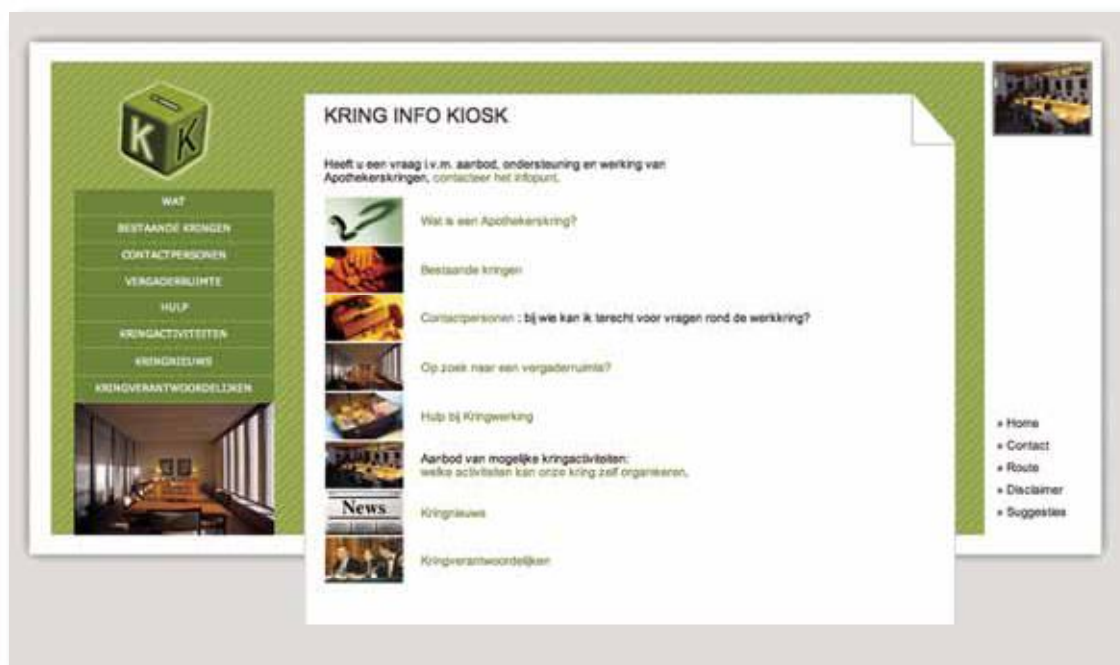 K K
WAT
BESTAANDE KRINGEN
CONTACTPERSONEN
VERGADERRUIMTE
HULP
KRINGACTIVITEITEN
KRINGNIEUWS
KRINGVERANTWOORDELIJKEN
KRING INFO KIOSK
Heeft u een vraag i.v.m. aanbod, ondersteuning en werking van
Apothekerskringen, contacteer het infopunt.
Wat is een Apothekerskring?
Bestaande kringen
Contactpersonen : bij wie kan ik terecht voor vragen rond de werkkring?
Op zoek naar een vergaderruimte?
Hulp bij Kringwerking
Aanbod van mogelijke kringactiviteiten:
welke activiteiten kan onze kring zelf organiseren.
News
Kringnieuws
Kringverantwoordelijken
» Home
» Contact
» Route
» Disclaimer
» Suggesties